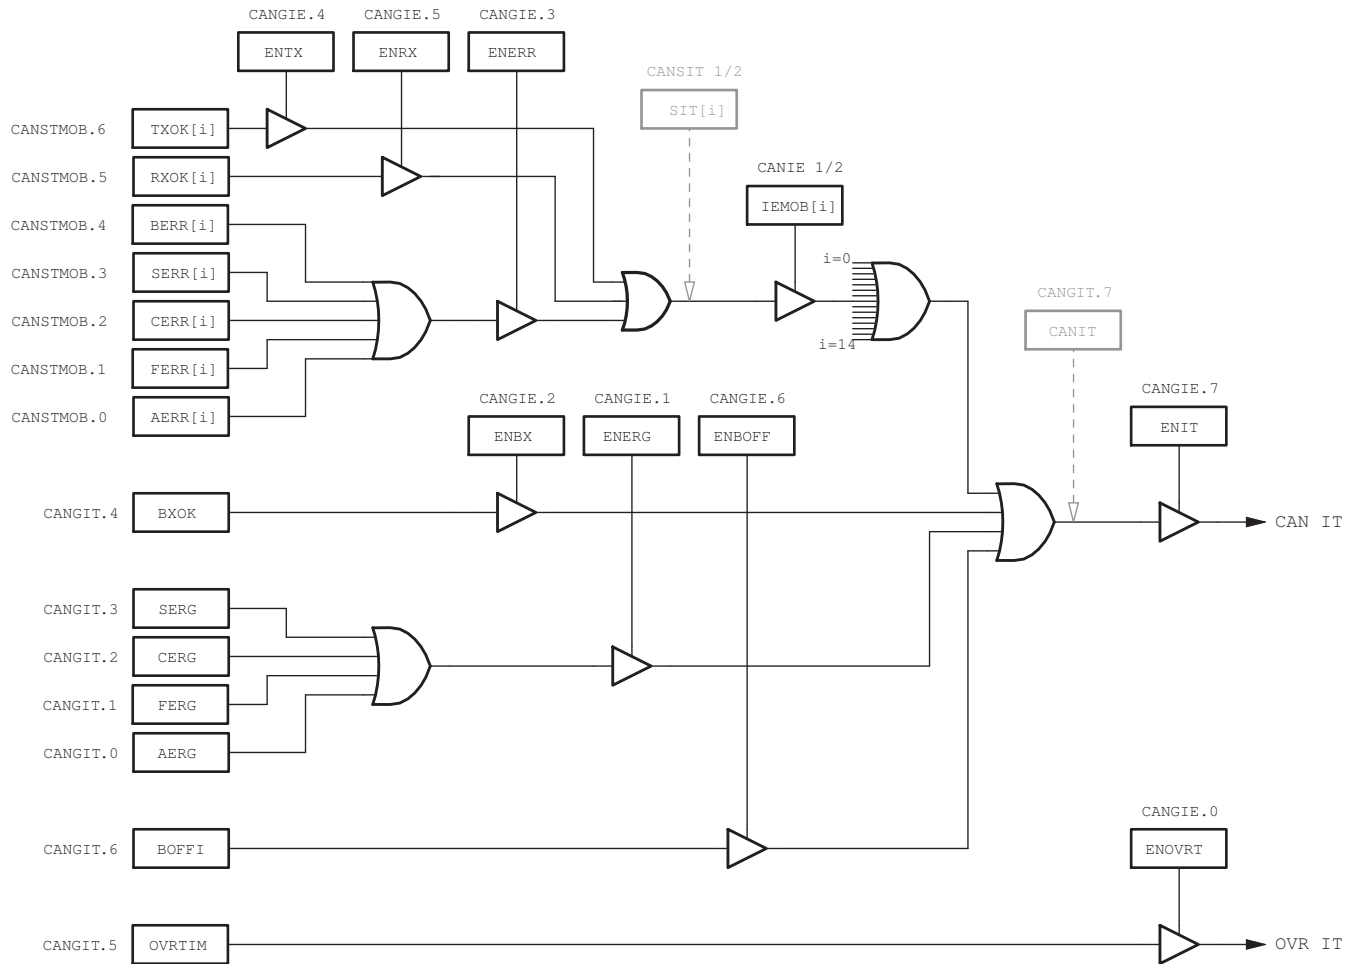 CANGIE.4 CANGIE.5 CANGIE.3
ENTX ENRX ENERR
CANSIT 1/2
SIT[i]
CANSTMOB.6 TXOK[i]
CANIE 1/2
CANSTMOB.5 RXOK[i]
IEMOB[i]
CANSTMOB.4 BERR[i]
i=0
CANSTMOB.3 SERR[i]
CANGIT.7
CANSTMOB.2 CERR[i]
CANIT
i=14
CANSTMOB.1 FERR[i]
CANGIE.7
CANGIE.2 CANGIE.1 CANGIE.6
CANSTMOB.0 AERR[i]
ENIT
ENBX ENERG ENBOFF
CANGIT.4 BXOK
CAN IT
CANGIT.3 SERG
CANGIT.2 CERG
CANGIT.1 FERG
CANGIT.0 AERG
CANGIE.0
CANGIT.6 BOFFI
ENOVRT
CANGIT.5 OVRTIM
OVR IT